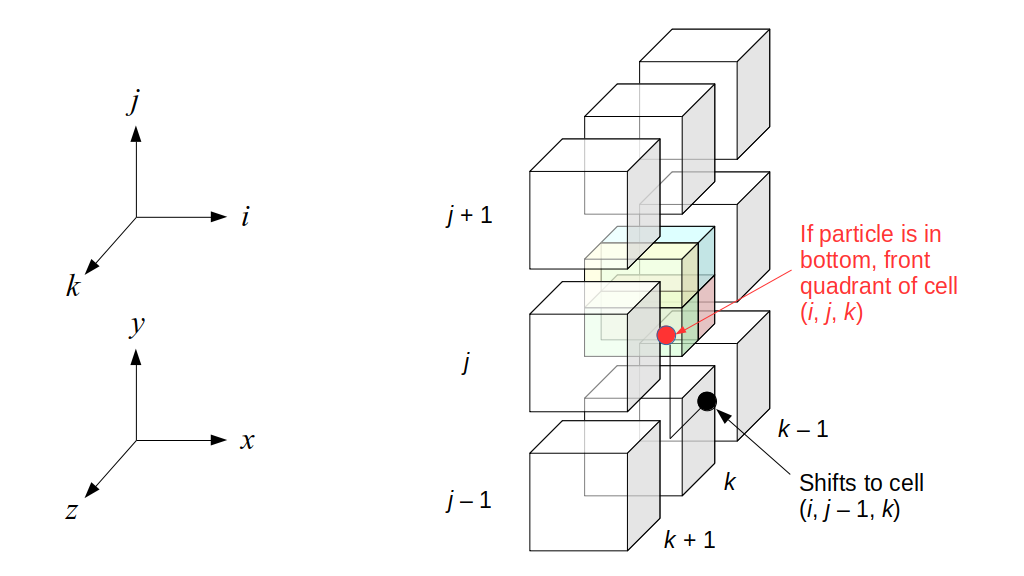 j
i
k
y
x
z
j + 1
j
j – 1
If particle is in
bottom, front
quadrant of cell
(i, j, k)
k – 1
k
k + 1
Shifts to cell
(i, j – 1, k)